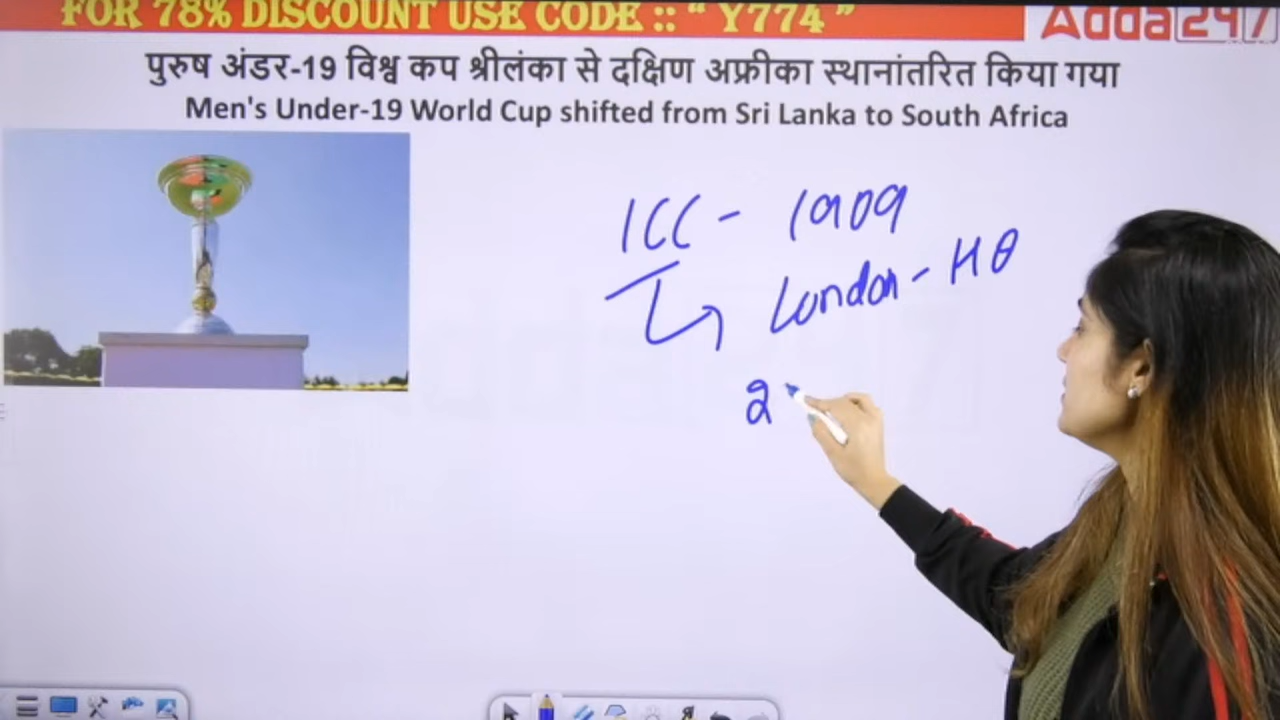 FOR 78% DISCOUNT USE CODE :: “ Y774 ”
Adda247
पुरुष अंडर-19 विश्व कप श्रीलंका से दक्षिण अफ्रीका स्थानांतरित किया गया
Men's Under-19 World Cup shifted from Sri Lanka to South Africa
ICC - 1909
London - HQ
2